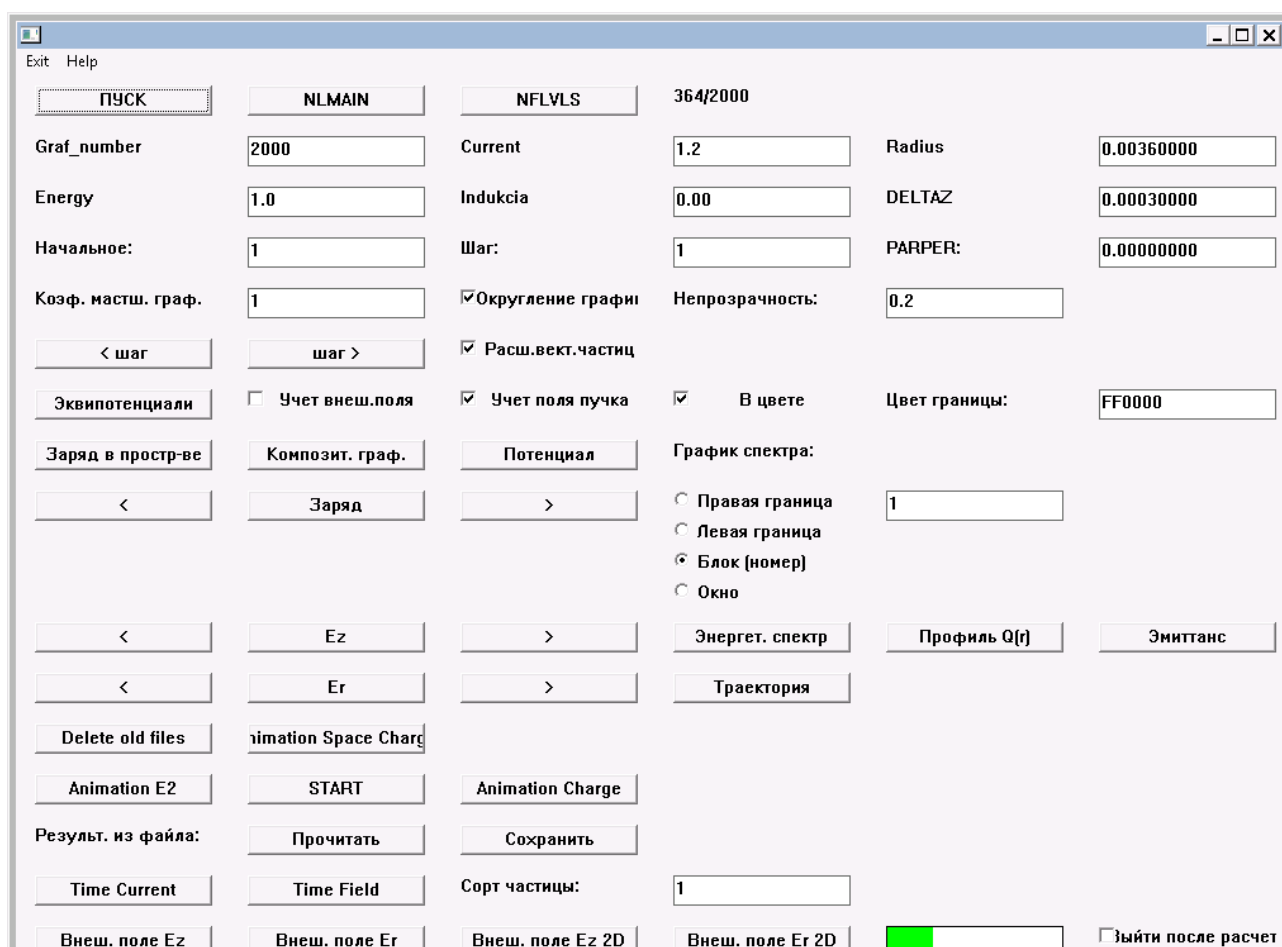 Exit Help
ПУСК NLMAIN NFLVLS 364/2000
Graf_number 2000 Current 1.2 Radius 0.00360000
Energy 1.0 Indukcia 0.00 DELTAZ 0.00030000
Начальное: 1 Шаг: 1 PARPER: 0.00000000
Коэф. мастш. граф. 1 Округление графи Непрозрачность: 0.2
< шаг шаг > Расш.вект.частиц
Эквипотенциали Учет внеш.поля Учет поля пучка В цвете Цвет границы: FF0000
Заряд в простр-ве Композит. граф. Потенциал График спектра:
< Заряд > Правая граница 1
Левая граница
Блок (номер)
Окно
< Ez > Энергет. спектр Профиль Q(r) Эмиттанс
< Er > Траектория
Delete old files nimation Space Charg
Animation E2 START Animation Charge
Результ. из файла: Прочитать Сохранить
Time Current Time Field Сорт частицы: 1
Внеш. поле Ez Внеш. поле Er Внеш. поле Ez 2D Внеш. поле Er 2D Выйти после расчет